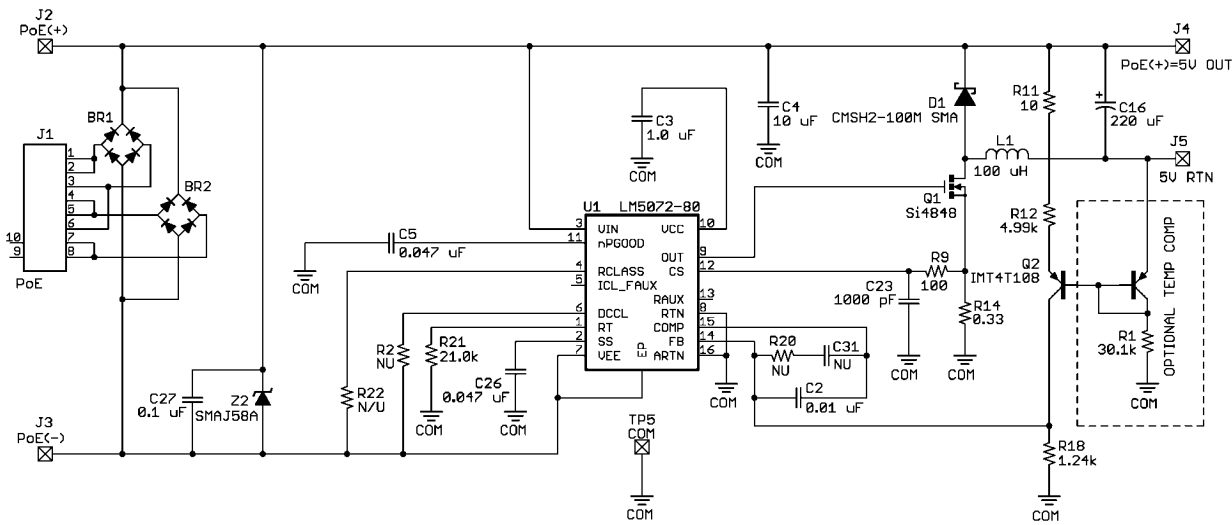 J2
PoE(+)
J4
PoE(+)=5V OUT
BR1
J1
BR2
1
2
3
4
5
6
7
8
10
9
PoE
C3
1.0 uF
COM
C4
10 uF
COM
D1
CMSH2-100M SMA
R11
10
C16
220 uF
L1
100 uH
J5
5V RTN
Q1
Si4848
R12
4.99k
Q2
IMT4T108
OPTIONAL TEMP COMP
R1
30.1k
COM
U1 LM5072-80
3 VIN VCC 10
11 nPGOOD
OUT 9
4 RCLASS CS 12
5 ICL_FAUX
RAUX 13
6 DCCL RTN 8
1 RT COMP 15
2 SS FB 14
7 VEE EP ARTN 16
C5
0.047 uF
COM
R9
100
C23
1000 pF
COM
R14
0.33
COM
R20
NU
C31
NU
C2
0.01 uF
COM
R2
NU
R21
21.0k
COM
C26
0.047 uF
COM
R22
N/U
C27
0.1 uF
Z2
SMAJ58A
J3
PoE(-)
TP5
COM
COM
R18
1.24k
COM